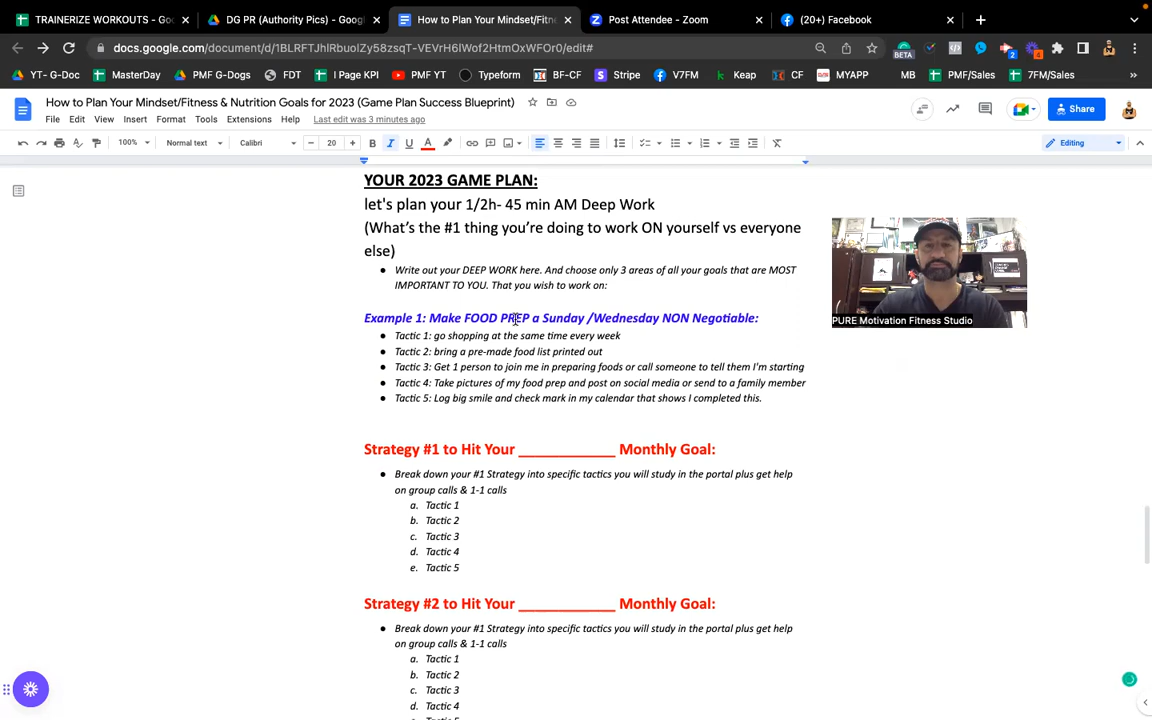 TRAINERIZE WORKOUTS - Goo
DG PR (Authority Pics) - Googl
How to Plan Your Mindset/Fitne
Post Attendee - Zoom
(20+) Facebook
docs.google.com/document/d/1BLRFTJhlRbuolZy58zsqT-VEVrH6lWof2HtmOxWFOr0/edit#
BETA
2
4
YT- G-Doc
MasterDay
PMF G-Dogs
FDT
I Page KPI
PMF YT
Typeform
BF-CF
Stripe
V7FM
Keap
CF
MYAPP
MB
PMF/Sales
7FM/Sales
How to Plan Your Mindset/Fitness & Nutrition Goals for 2023 (Game Plan Success Blueprint)
File Edit View Insert Format Tools Extensions Help Last edit was 3 minutes ago
Share
100% Normal text Calibri 20 Editing
YOUR 2023 GAME PLAN:
let's plan your 1/2h- 45 min AM Deep Work
(What's the #1 thing you're doing to work ON yourself vs everyone
else)
● Write out your DEEP WORK here. And choose only 3 areas of all your goals that are MOST
IMPORTANT TO YOU. That you wish to work on:
Example 1: Make FOOD PREP a Sunday /Wednesday NON Negotiable:
● Tactic 1: go shopping at the same time every week
● Tactic 2: bring a pre-made food list printed out
● Tactic 3: Get 1 person to join me in preparing foods or call someone to tell them I'm starting
● Tactic 4: Take pictures of my food prep and post on social media or send to a family member
● Tactic 5: Log big smile and check mark in my calendar that shows I completed this.
Strategy #1 to Hit Your ____________ Monthly Goal:
● Break down your #1 Strategy into specific tactics you will study in the portal plus get help
on group calls & 1-1 calls
a. Tactic 1
b. Tactic 2
c. Tactic 3
d. Tactic 4
e. Tactic 5
Strategy #2 to Hit Your ____________ Monthly Goal:
● Break down your #1 Strategy into specific tactics you will study in the portal plus get help
on group calls & 1-1 calls
a. Tactic 1
b. Tactic 2
c. Tactic 3
d. Tactic 4
PURE Motivation Fitness Studio